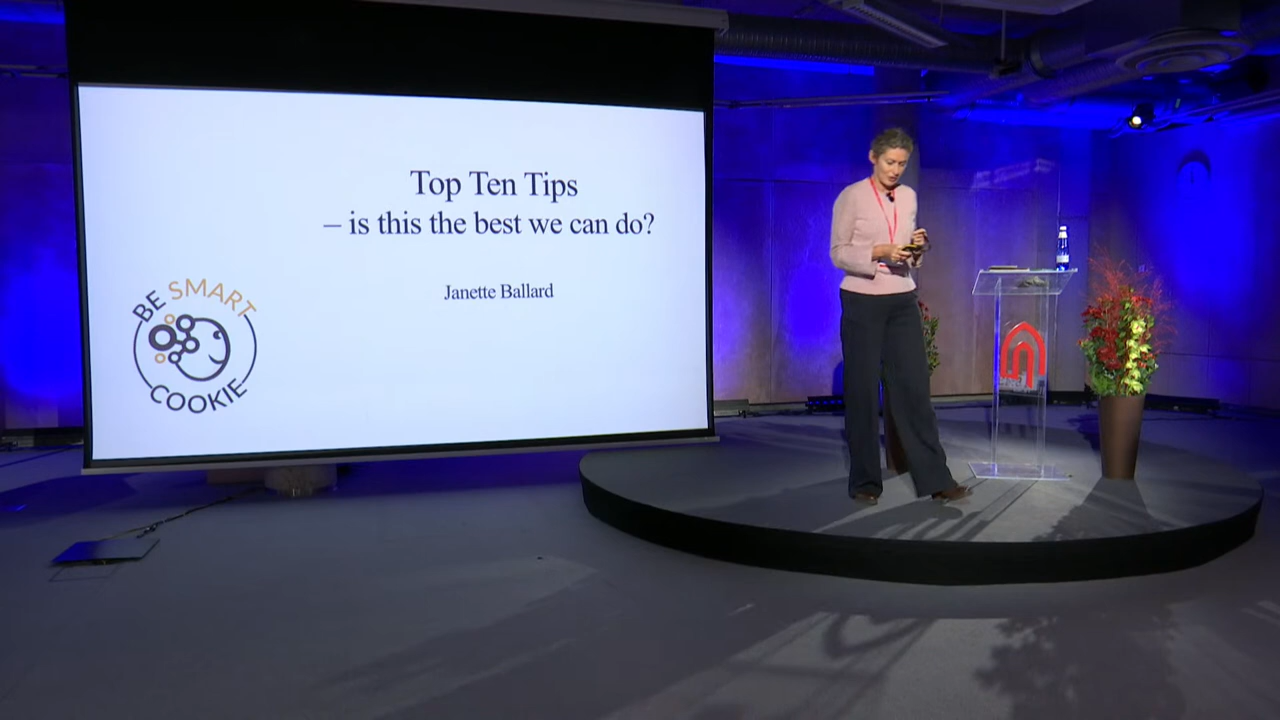 Top Ten Tips
– is this the best we can do?
Janette Ballard
BE SMART
COOKIE